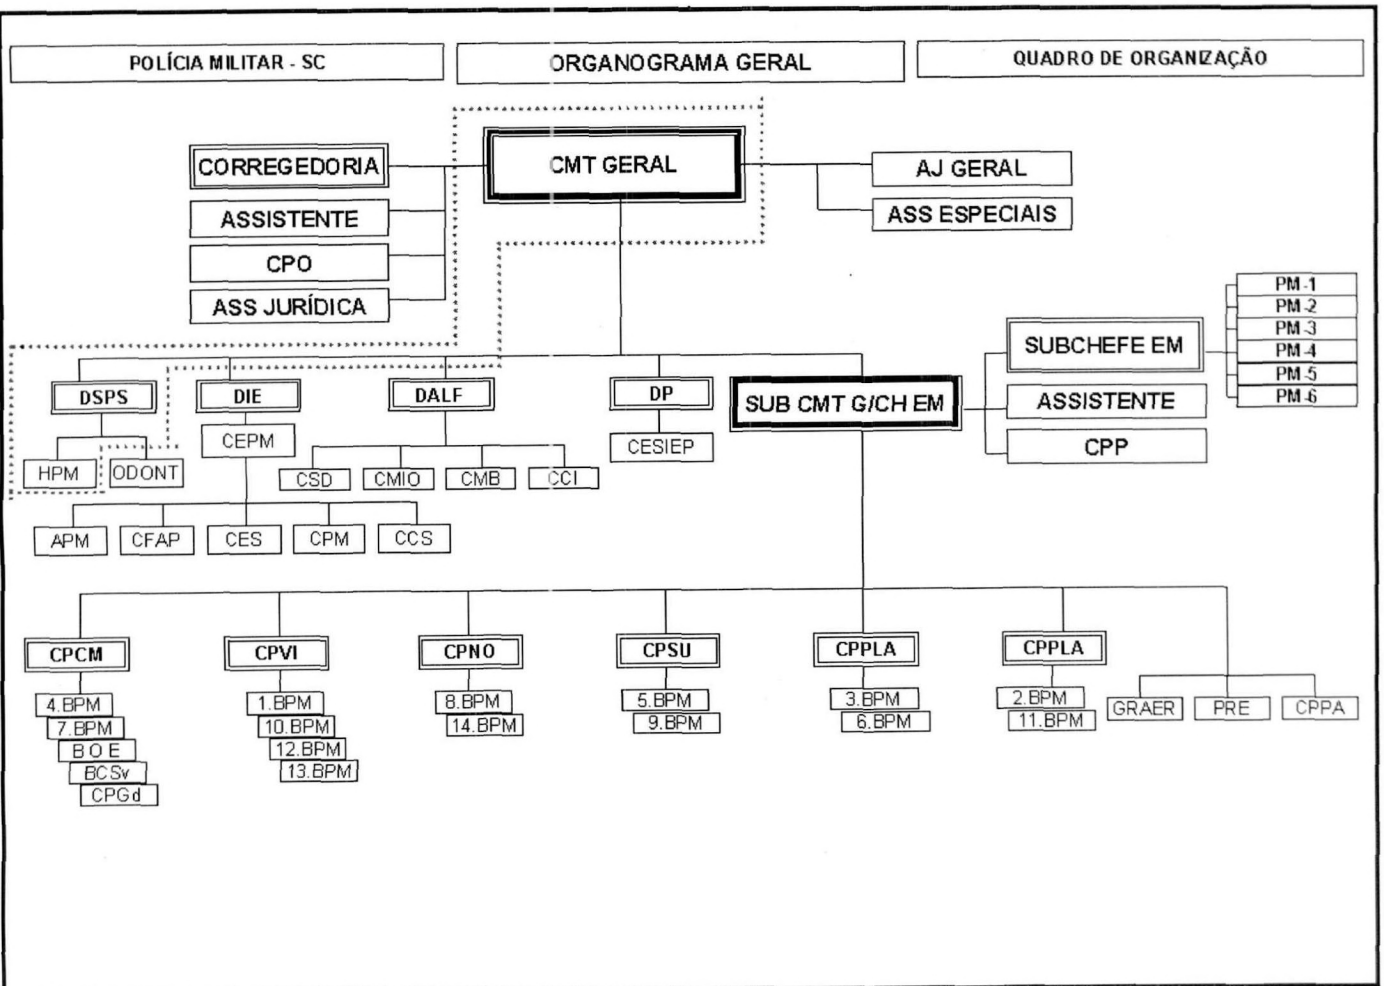 POLÍCIA MILITAR - SC
ORGANOGRAMA GERAL
QUADRO DE ORGANIZAÇÃO
CMT GERAL
CORREGEDORIA
ASSISTENTE
CPO
ASS JURÍDICA
AJ GERAL
ASS ESPECIAIS
PM-1
PM-2
PM-3
PM-4
PM-5
PM-6
SUBCHEFE EM
ASSISTENTE
CPP
DSPS
DIE
DALF
DP
SUB CMT G/CH EM
HPM
ODONT
CEPM
CSD
CMIO
CMB
CCI
CESIEP
APM
CFAP
CES
CPM
CCS
CPCM
4.BPM
7.BPM
B O E
BCSv
CPGd
CPVI
1.BPM
10.BPM
12.BPM
13.BPM
CPNO
8.BPM
14.BPM
CPSU
5.BPM
9.BPM
CPPLA
3.BPM
6.BPM
CPPLA
2.BPM
11.BPM
GRAER
PRE
CPPA